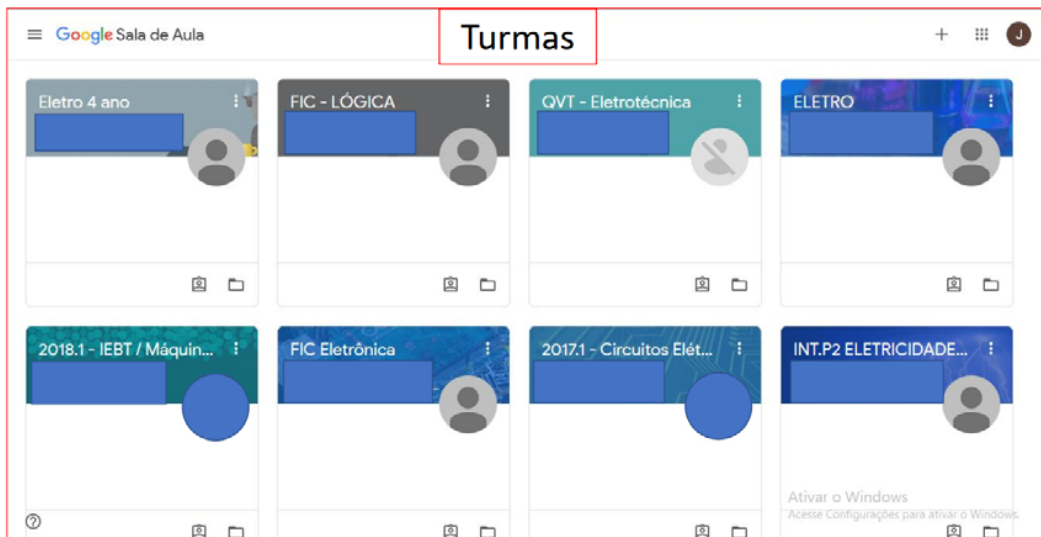 Google Sala de Aula
Turmas
J
Eletro 4 ano
FIC - LÓGICA
QVT - Eletrotécnica
ELETRO
2018.1 - IEBT / Máquin...
FIC Eletrônica
2017.1 - Circuitos Elét...
INT.P2 ELETRICIDADE...
Ativar o Windows
Acesse Configurações para ativar o Windows.